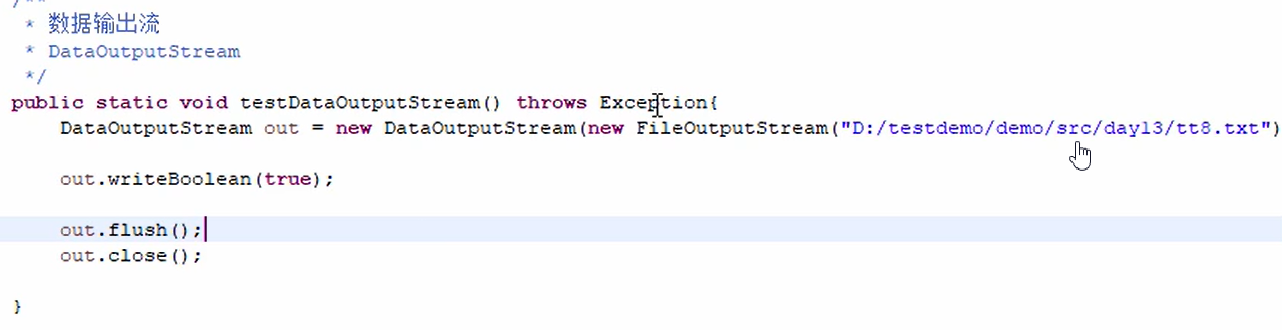 /**
* 数据输出流
* DataOutputStream
*/
public static void testDataOutputStream() throws Exception{
DataOutputStream out = new DataOutputStream(new FileOutputStream("D:/testdemo/demo/src/day13/tt8.txt")
out.writeBoolean(true);
out.flush();
out.close();
}